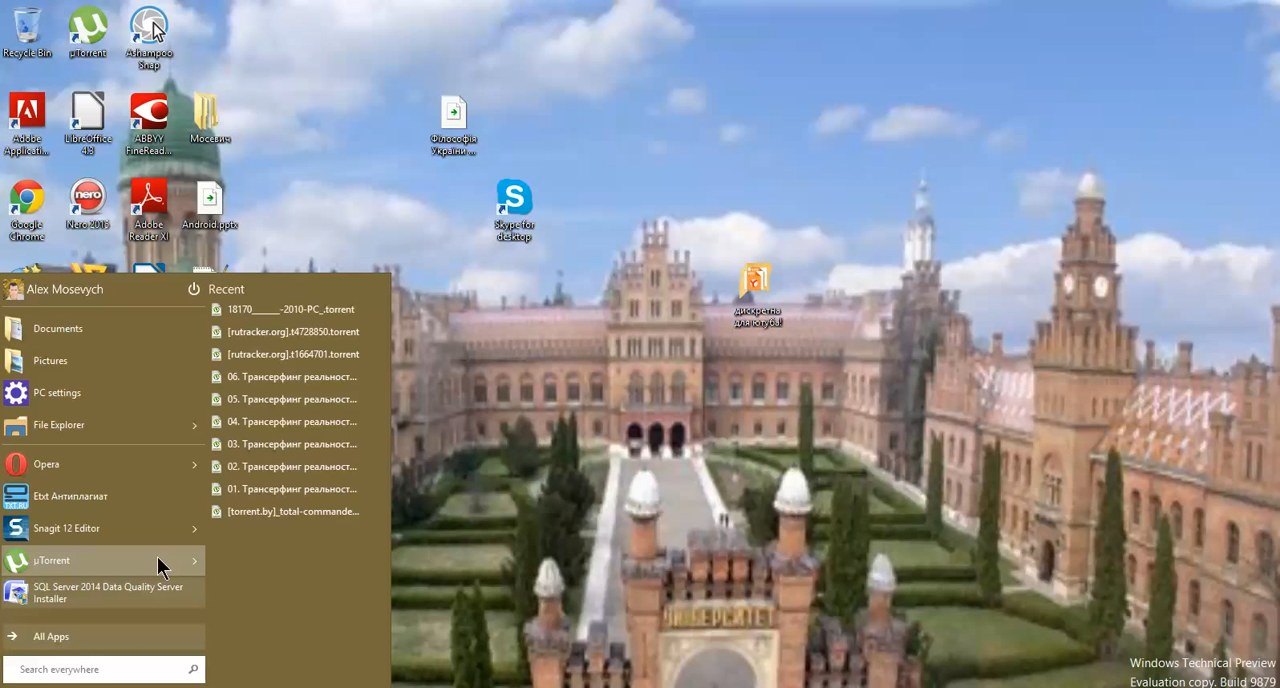 Recycle Bin
µTorrent
Ashampoo
Snap
Adobe
Applicati...
LibreOffice
4.3
ABBYY
FineRead...
Мосевич
Філософія
України ...
Google
Chrome
Nero 2015
Adobe
Reader XI
Android.pptx
Skype for
desktop
дискретна
для ютуба!
Alex Mosevych
Documents
Pictures
PC settings
File Explorer
Opera
Etxt Антиплагиат
Snagit 12 Editor
µTorrent
SQL Server 2014 Data Quality Server
Installer
All Apps
Search everywhere
Recent
18170______-2010-PC_.torrent
[rutracker.org].t4728850.torrent
[rutracker.org].t1664701.torrent
06. Трансерфинг реальност...
05. Трансерфинг реальност...
04. Трансерфинг реальност...
03. Трансерфинг реальност...
02. Трансерфинг реальност...
01. Трансерфинг реальност...
[torrent.by]_total-commande...
УНИВЕРСИТЕТ
Windows Technical Preview
Evaluation copy. Build 9879